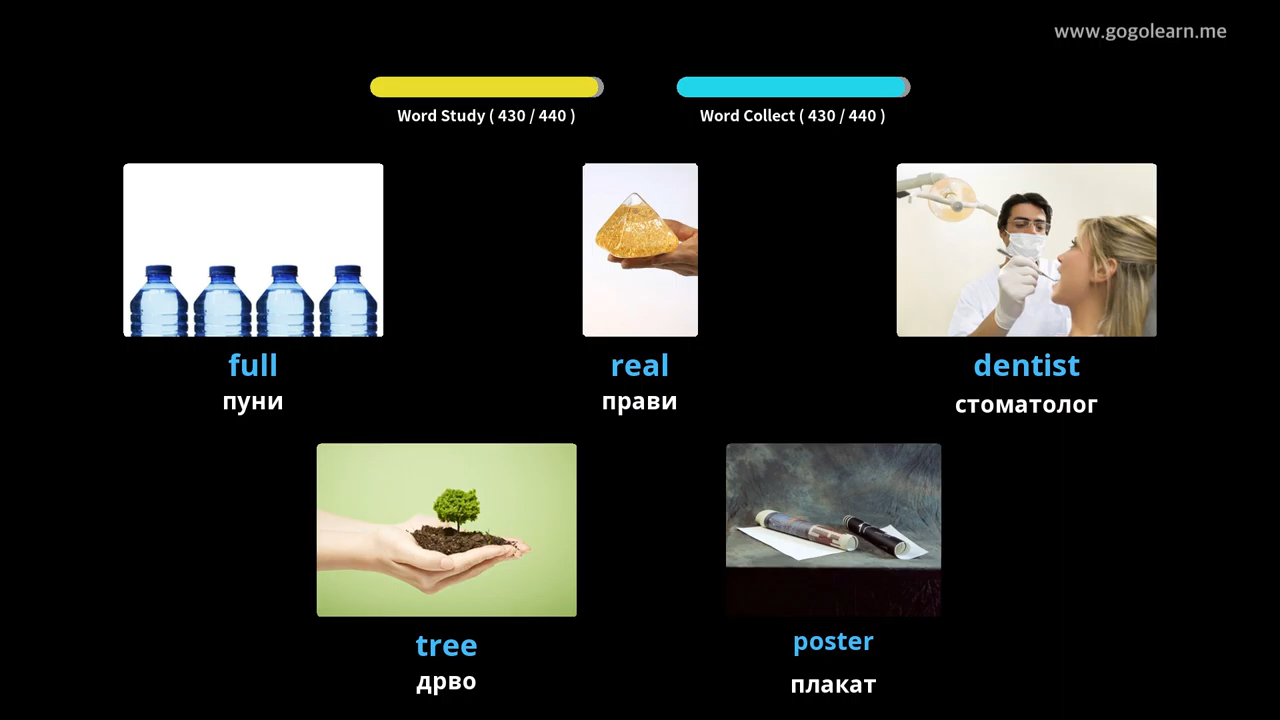 www.gogolearn.me
Word Study ( 430 / 440 )
Word Collect ( 430 / 440 )
full
пуни
real
прави
dentist
стоматолог
tree
дрво
poster
плакат